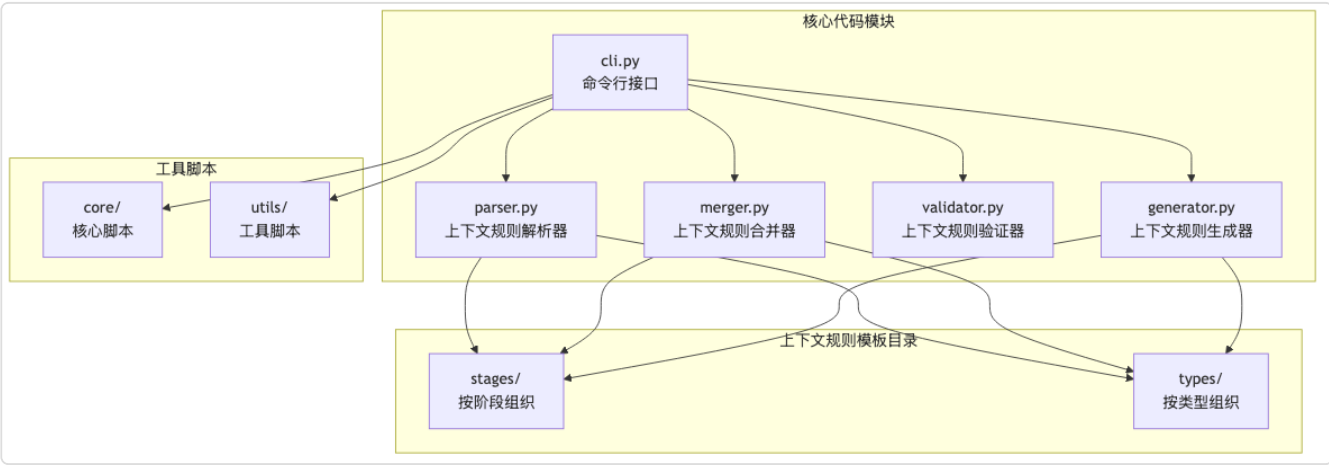 核心代码模块
cli.py
命令行接口
工具脚本
core/
核心脚本
utils/
工具脚本
parser.py
上下文规则解析器
merger.py
上下文规则合并器
validator.py
上下文规则验证器
generator.py
上下文规则生成器
上下文规则模板目录
stages/
按阶段组织
types/
按类型组织